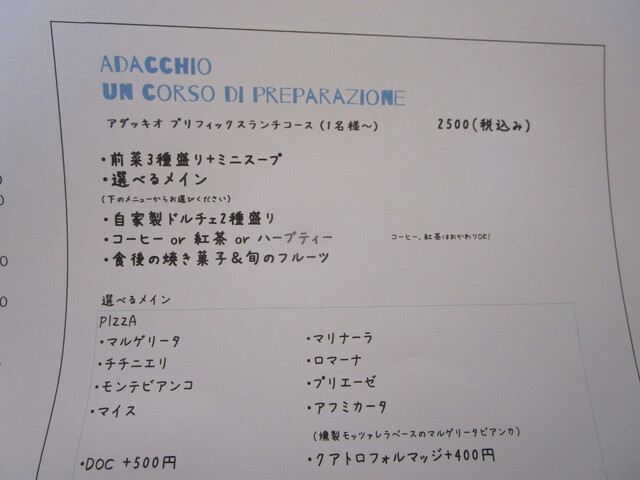 ADACCHIO
UN CORSO DI PREPARAZIONE
アダッキオ プリフィックスランチコース (1名様～) 2500(税込み)
・前菜3種盛り+ミニスープ
・選べるメイン
(下のメニューからお選びください)
・自家製ドルチェ2種盛り
・コーヒー or 紅茶 or ハーブティー コーヒー、紅茶はおかわりOK!
・食後の焼き菓子&旬のフルーツ
選べるメイン
PIZZA
・マルゲリータ ・マリナーラ
・チチニエリ ・ロマーナ
・モンテビアンコ ・プリエーゼ
・マイス ・アフミカータ
(燻製モッツァレラベースのマルゲリータビアンカ)
・DOC +500円 ・クアトロフォルマッジ+400円